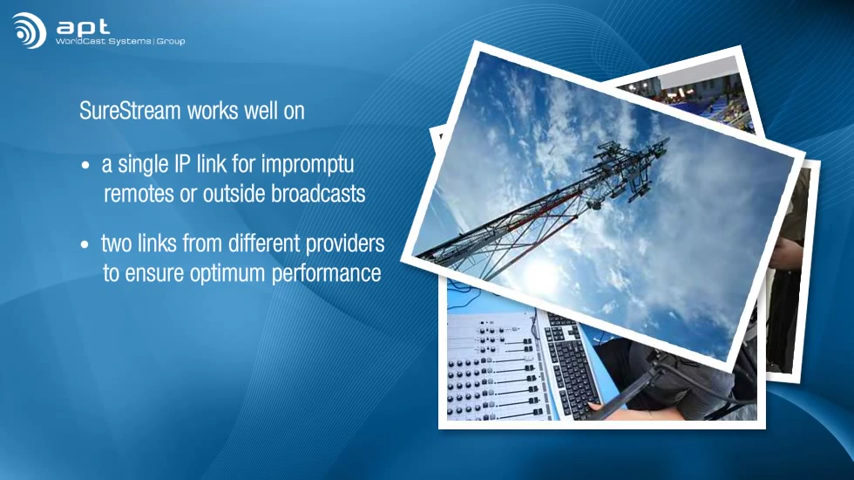 apt
WorldCast Systems | Group
SureStream works well on
• a single IP link for impromptu
remotes or outside broadcasts
• two links from different providers
to ensure optimum performance